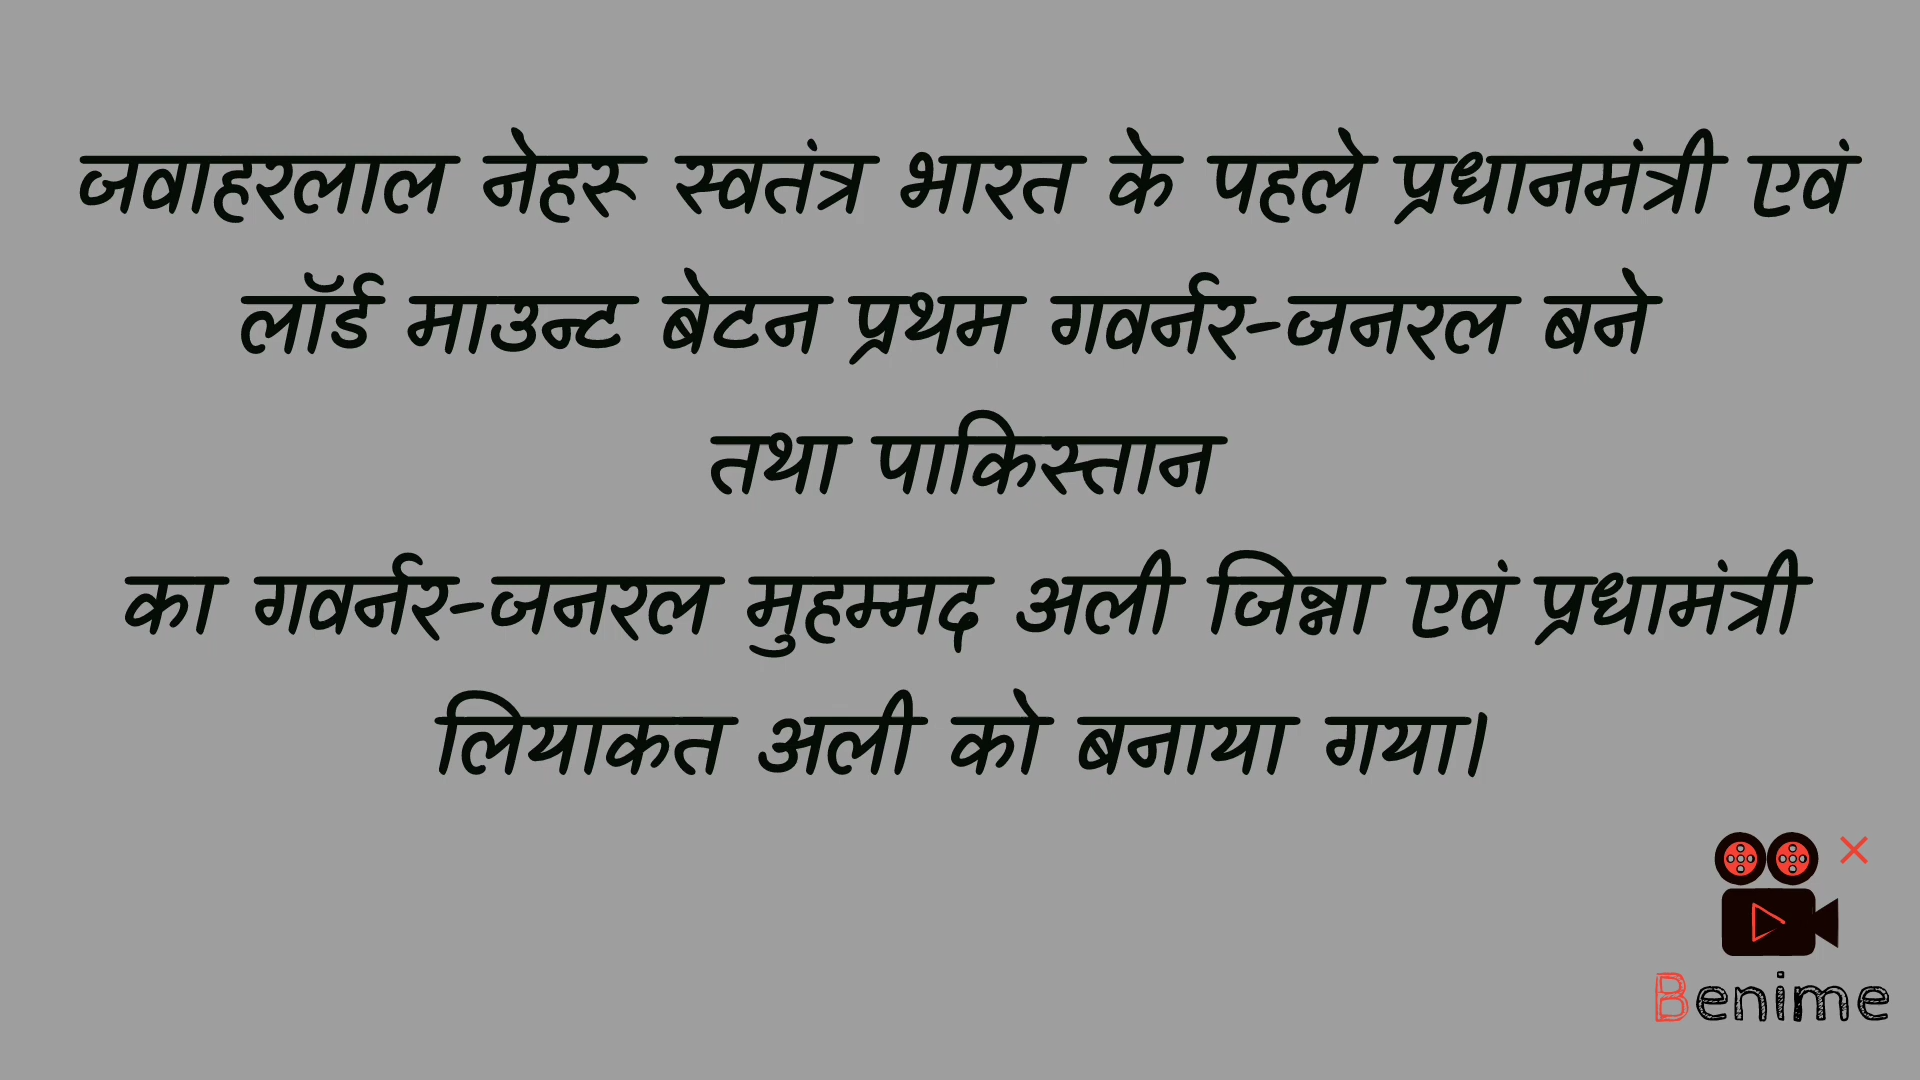 जवाहरलाल नेहरू स्वतंत्र भारत के पहले प्रधानमंत्री एवं
लॉर्ड माउन्ट बेटन प्रथम गवर्नर-जनरल बने
तथा पाकिस्तान
का गवर्नर-जनरल मुहम्मद अली जिन्ना एवं प्रधामंत्री
लियाकत अली को बनाया गया।
Benime